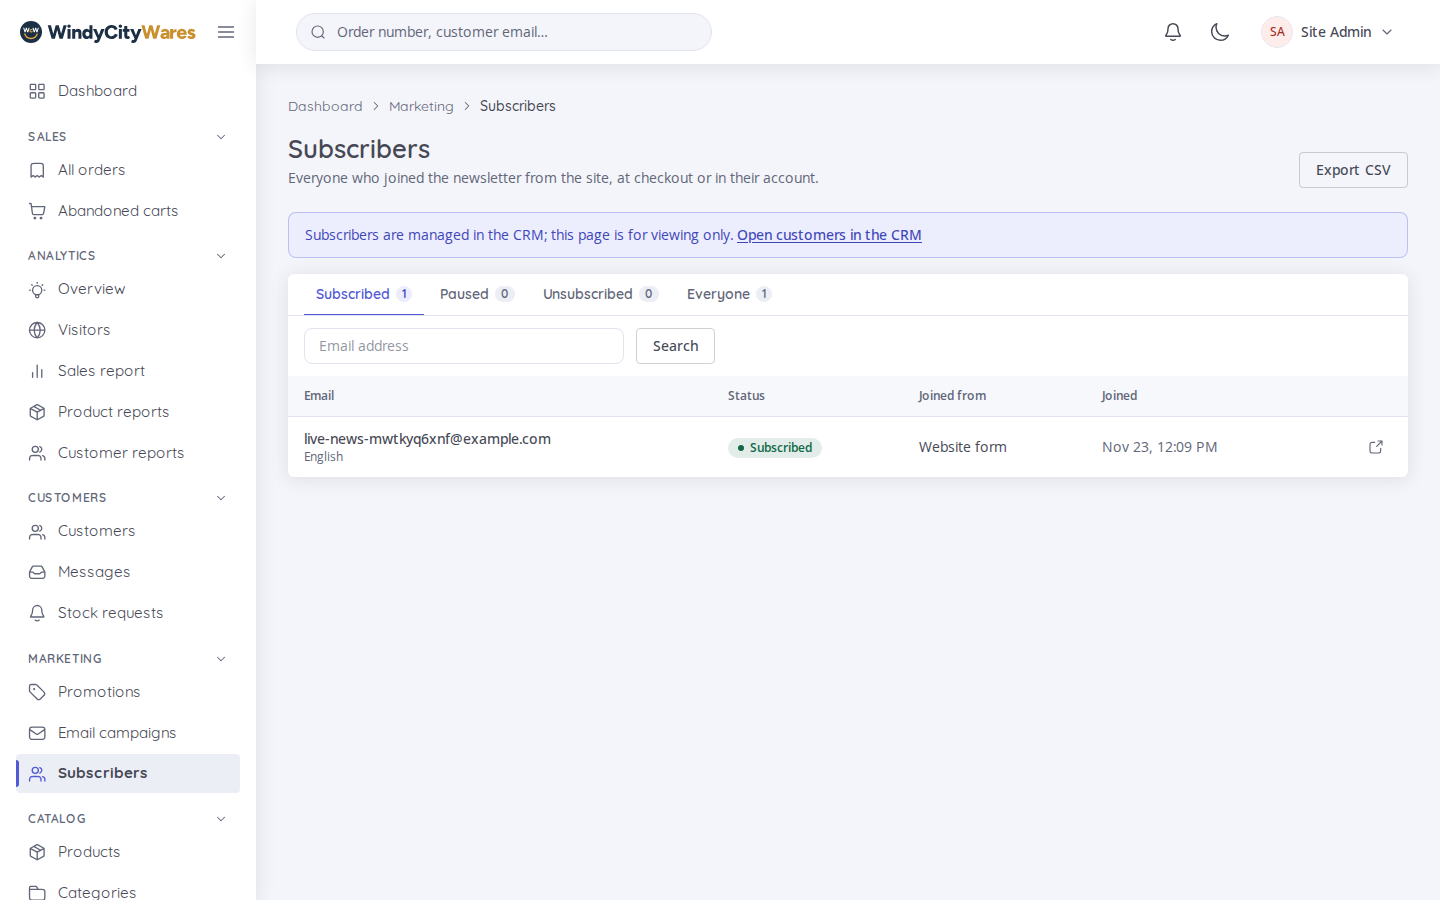 WindyCityWares
Order number, customer email...
SA
Site Admin
Dashboard
SALES
All orders
Abandoned carts
ANALYTICS
Overview
Visitors
Sales report
Product reports
Customer reports
CUSTOMERS
Customers
Messages
Stock requests
MARKETING
Promotions
Email campaigns
Subscribers
CATALOG
Products
Categories
Dashboard > Marketing > Subscribers
Subscribers
Everyone who joined the newsletter from the site, at checkout or in their account.
Export CSV
Subscribers are managed in the CRM; this page is for viewing only. Open customers in the CRM
Subscribed 1 Paused 0 Unsubscribed 0 Everyone 1
Email address Search
Email Status Joined from Joined
live-news-mwtkyq6xnf@example.com
English
Subscribed Website form Nov 23, 12:09 PM